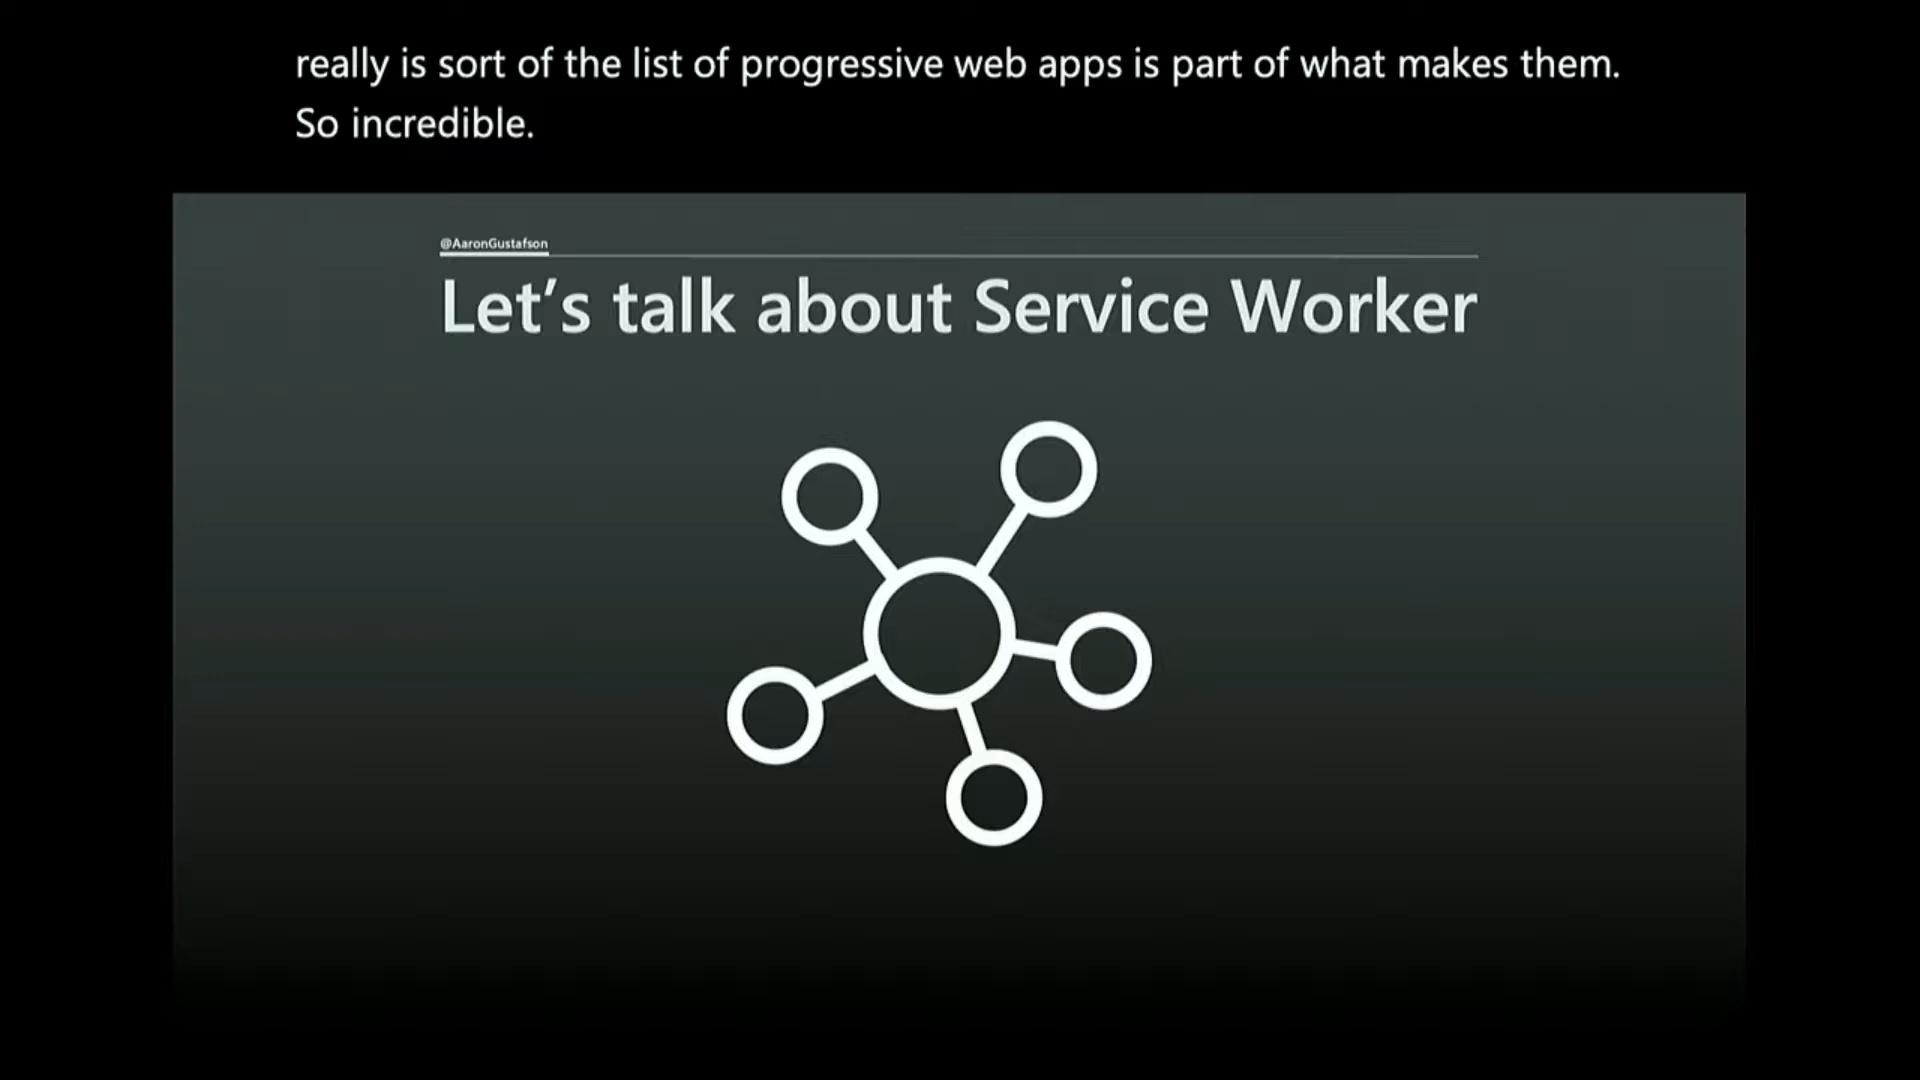 really is sort of the list of progressive web apps is part of what makes them.
So incredible.
@AaronGustafson
Let’s talk about Service Worker